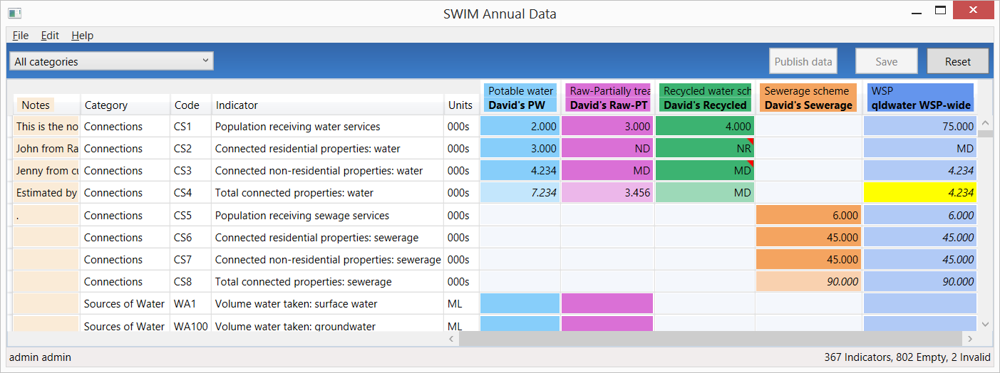 SWIM Annual Data
File Edit Help
All categories Publish data Save Reset
Potable water Raw-Partially trea Recycled water sch Sewerage scheme WSP
Notes Category Code Indicator Units David's PW David's Raw-PT David's Recycled David's Sewerage qldwater WSP-wide
This is the no Connections CS1 Population receiving water services 000s 2.000 3.000 4.000 75.000
John from Ra Connections CS2 Connected residential properties: water 000s 3.000 ND NR MD
Jenny from cu Connections CS3 Connected non-residential properties: water 000s 4.234 MD MD 4.234
Estimated by Connections CS4 Total connected properties: water 000s 7.234 3.456 MD 4.234
. Connections CS5 Population receiving sewage services 000s 6.000 6.000
Connections CS6 Connected residential properties: sewerage 000s 45.000 45.000
Connections CS7 Connected non-residential properties: sewerage 000s 45.000 45.000
Connections CS8 Total connected properties: sewerage 000s 90.000 90.000
Sources of Water WA1 Volume water taken: surface water ML
Sources of Water WA100 Volume water taken: groundwater ML
admin admin 367 Indicators, 802 Empty, 2 Invalid